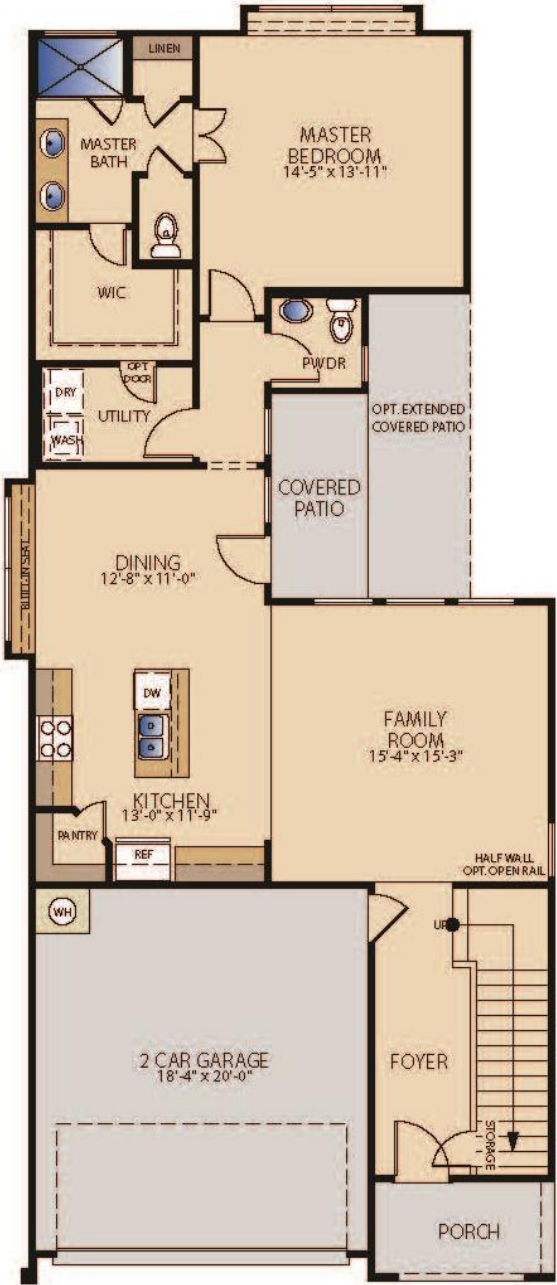 LINEN
MASTER
BATH
MASTER
BEDROOM
14'-5" x 13'-11"
WIC
PWDR
OPT
DOOR
DRY
UTILITY
WASH
OPT. EXTENDED
COVERED PATIO
COVERED
PATIO
BUILT-IN SEAT
DINING
12'-8" x 11'-0"
DW
FAMILY
ROOM
15'-4" x 15'-3"
KITCHEN
13'-0" x 11'-9"
PANTRY
REF
HALF WALL
OPT. OPEN RAIL
WH
UP
2 CAR GARAGE
18'-4" x 20'-0"
FOYER
STORAGE
PORCH